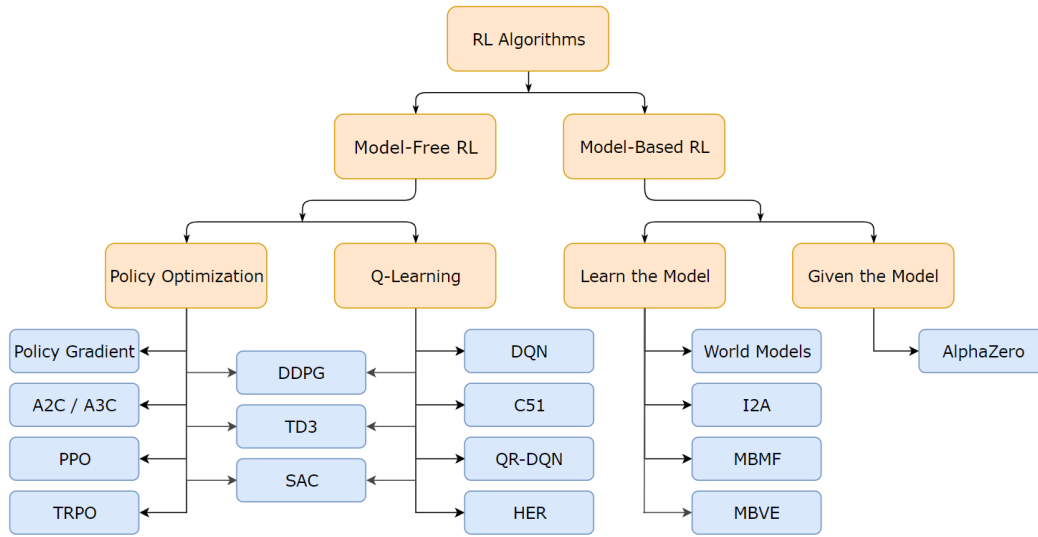 RL Algorithms
Model-Free RL
Model-Based RL
Policy Optimization
Q-Learning
Learn the Model
Given the Model
Policy Gradient
DDPG
DQN
World Models
AlphaZero
A2C / A3C
TD3
C51
I2A
PPO
SAC
QR-DQN
MBMF
TRPO
HER
MBVE